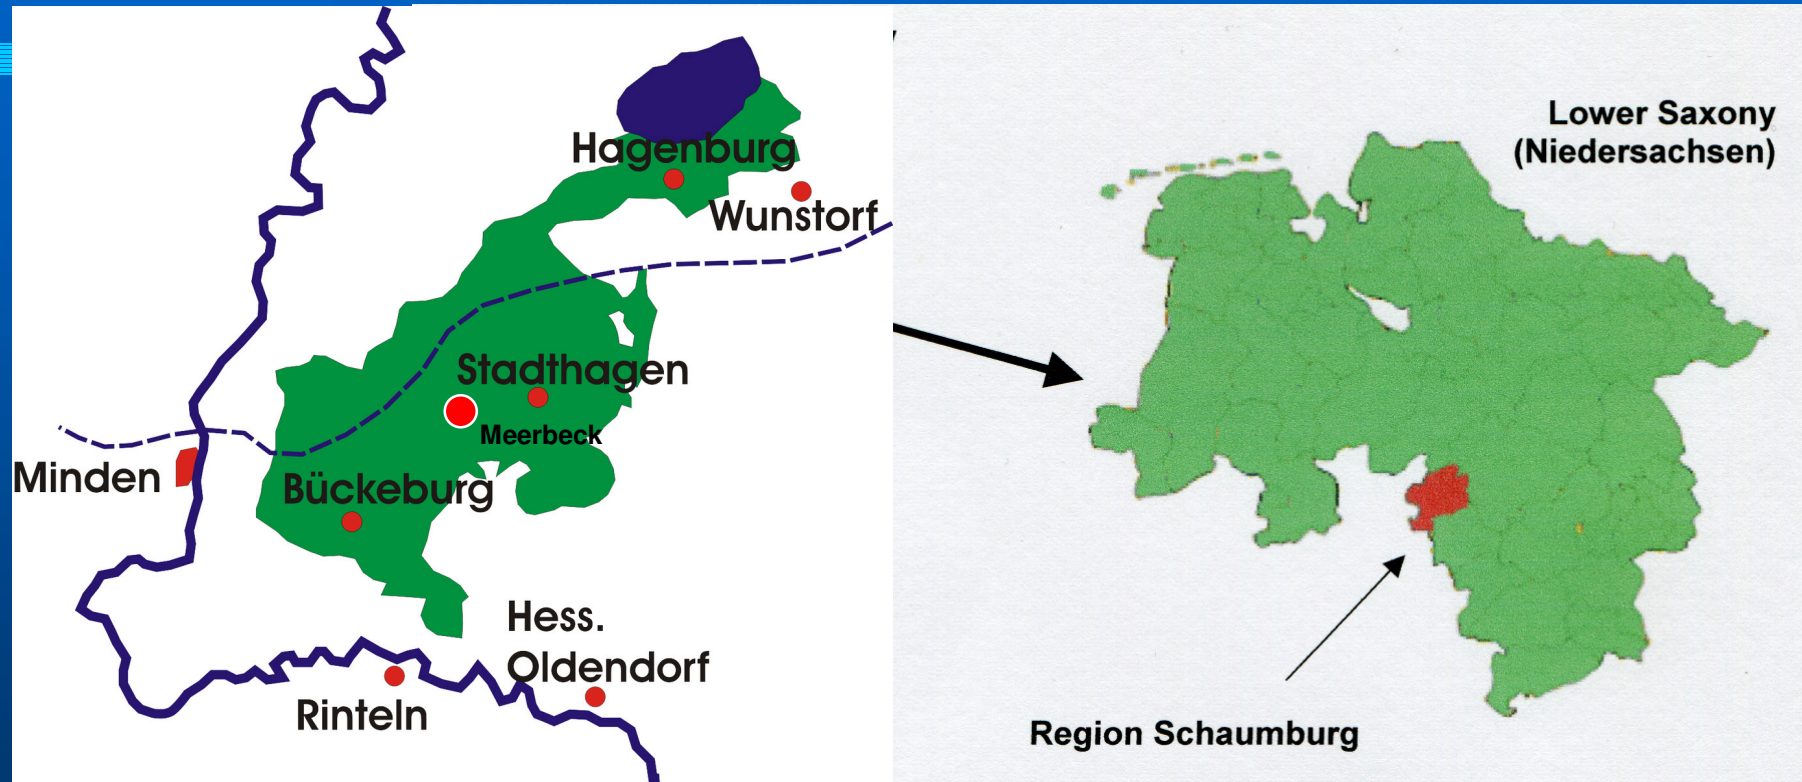 Hagenburg
Wunstorf
Stadthagen
Meerbeck
Minden
Bückeburg
Hess.
Oldendorf
Rinteln
Lower Saxony
(Niedersachsen)
Region Schaumburg